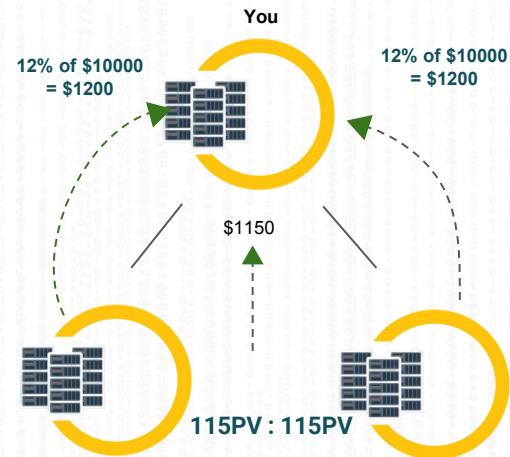 You
12% of $10000
= $1200
12% of $10000
= $1200
$1150
115PV : 115PV